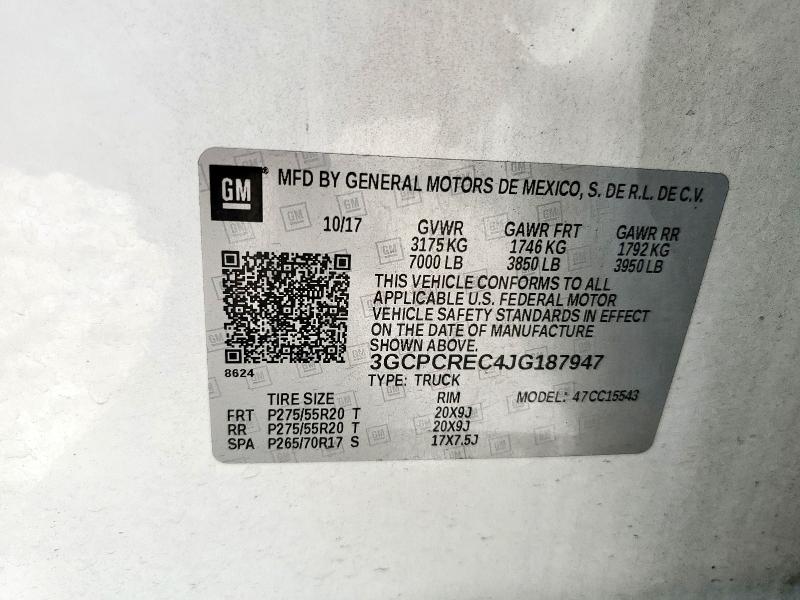 GM® MFD BY GENERAL MOTORS DE MEXICO, S. DE R.L. DE C.V.
10/17 GVWR GAWR FRT GAWR RR
3175 KG 1746 KG 1792 KG
7000 LB 3850 LB 3950 LB
THIS VEHICLE CONFORMS TO ALL
APPLICABLE U.S. FEDERAL MOTOR
VEHICLE SAFETY STANDARDS IN EFFECT
ON THE DATE OF MANUFACTURE
SHOWN ABOVE.
8624 3GCPCREC4JG187947
TYPE: TRUCK
TIRE SIZE RIM MODEL: 47CC15543
FRT P275/55R20 T 20X9J
RR P275/55R20 T 20X9J
SPA P265/70R17 S 17X7.5J